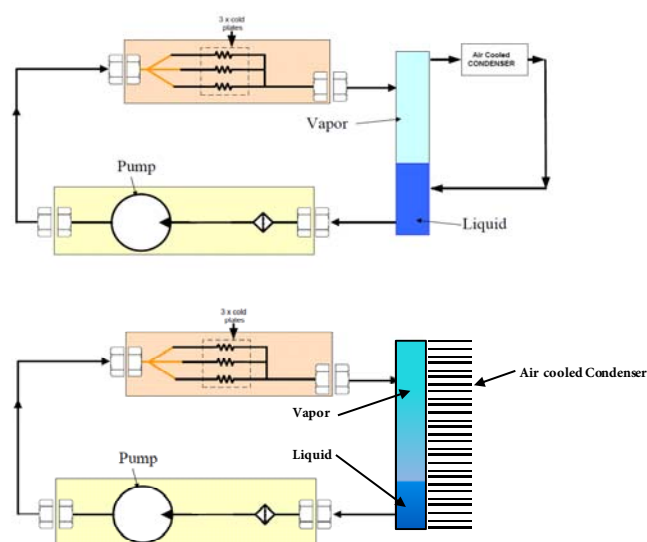 3 x cold
plates
Air Cooled
CONDENSER
Vapor
Pump
Liquid
3 x cold
plates
Air cooled Condenser
Vapor
Liquid
Pump